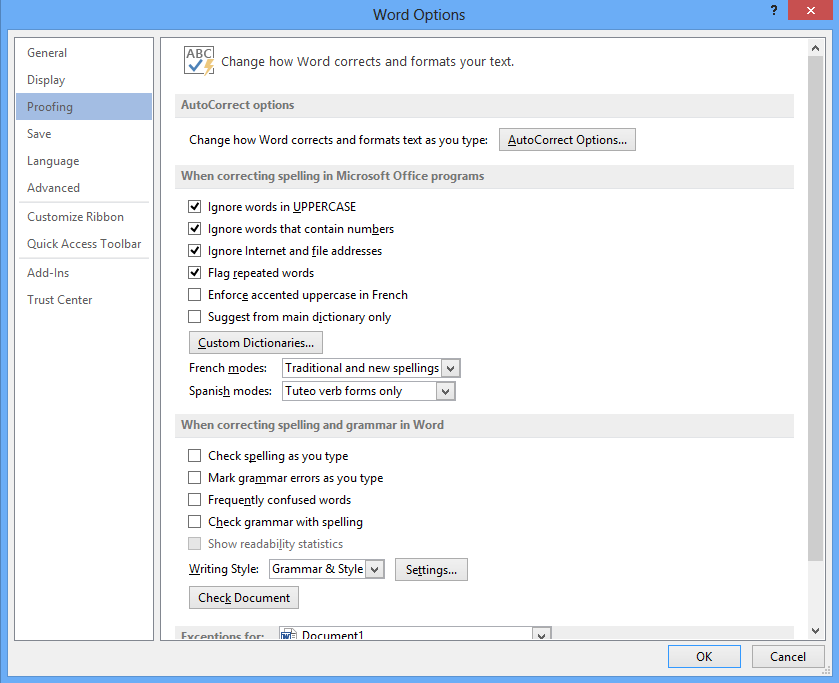 Word Options
?
General
Display
Proofing
Save
Language
Advanced
Customize Ribbon
Quick Access Toolbar
Add-Ins
Trust Center
ABC
Change how Word corrects and formats your text.
AutoCorrect options
Change how Word corrects and formats text as you type: AutoCorrect Options...
When correcting spelling in Microsoft Office programs
Ignore words in UPPERCASE
Ignore words that contain numbers
Ignore Internet and file addresses
Flag repeated words
Enforce accented uppercase in French
Suggest from main dictionary only
Custom Dictionaries...
French modes: Traditional and new spellings
Spanish modes: Tuteo verb forms only
When correcting spelling and grammar in Word
Check spelling as you type
Mark grammar errors as you type
Frequently confused words
Check grammar with spelling
Show readability statistics
Writing Style: Grammar & Style Settings...
Check Document
Exceptions for: Document1
OK Cancel